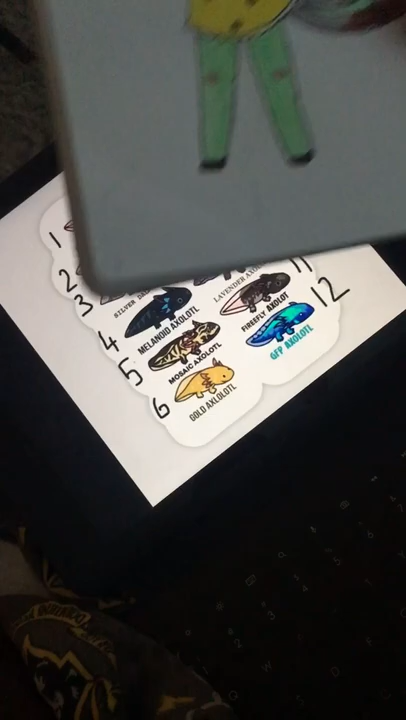 1
2
3
4
5
6
11
12
SILVER
LAVENDER
MELANOID AXOLOTL
FIREFLY AXOLOT
MOSAIC AXOLOTL
GFP AXOLOTL
GOLD AXLOLOTL